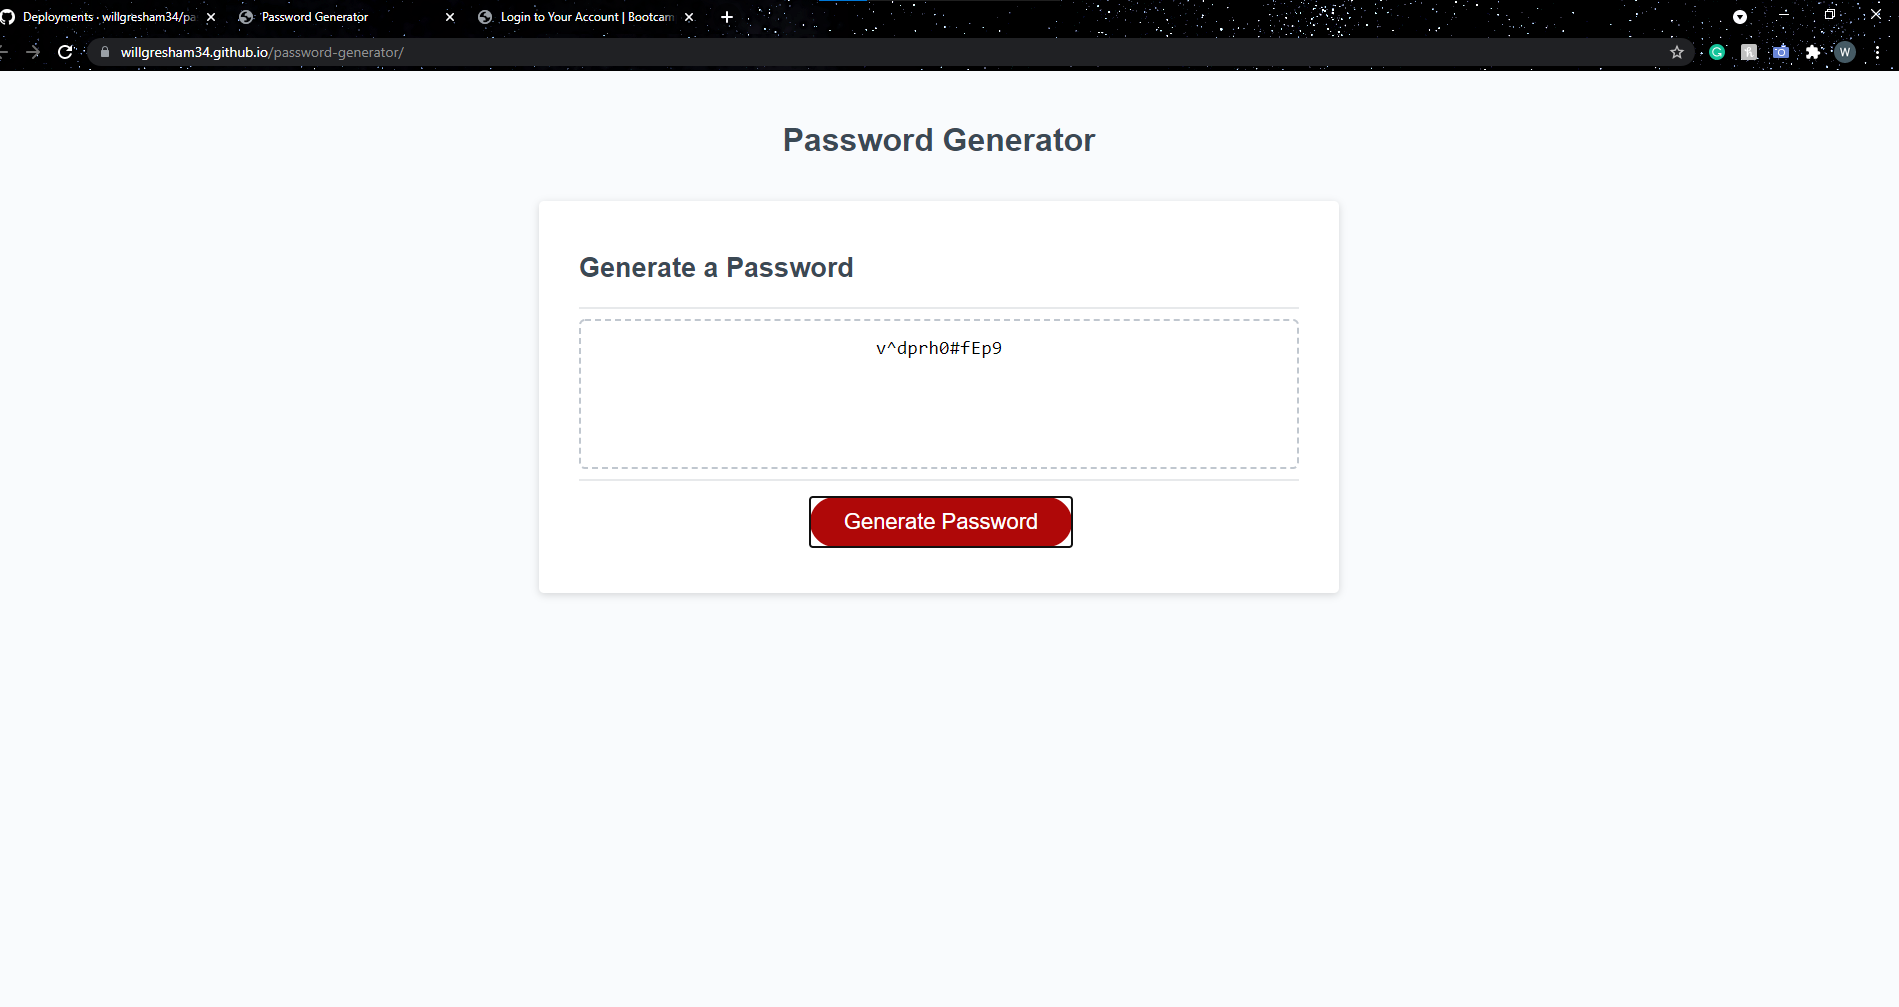 Deployments · willgresham34/pa
Password Generator
Login to Your Account | Bootcam
willgresham34.github.io/password-generator/
W
Password Generator
Generate a Password
v^dprh0#fEp9
Generate Password